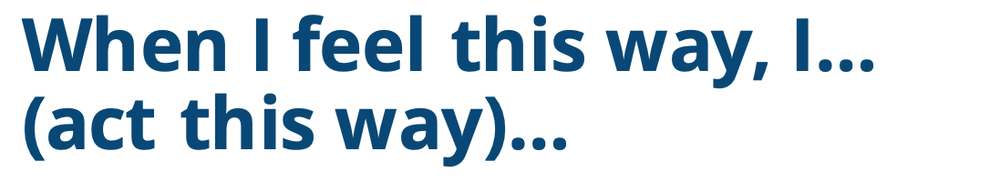 When I feel this way, I...
(act this way)...